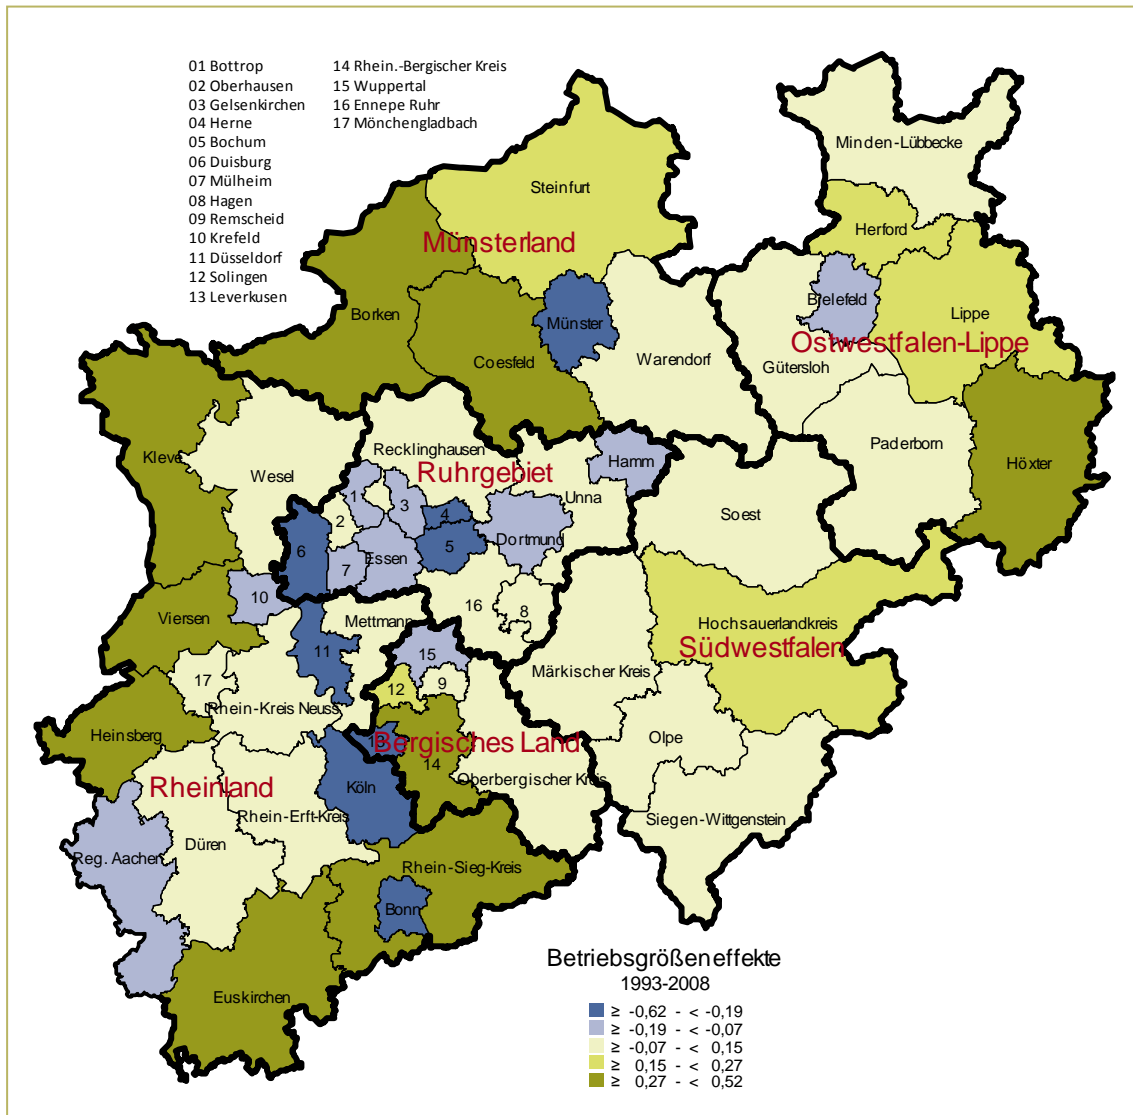 01 Bottrop
02 Oberhausen
03 Gelsenkirchen
04 Herne
05 Bochum
06 Duisburg
07 Mülheim
08 Hagen
09 Remscheid
10 Krefeld
11 Düsseldorf
12 Solingen
13 Leverkusen
14 Rhein.-Bergischer Kreis
15 Wuppertal
16 Ennepe Ruhr
17 Mönchengladbach
Minden-Lübbecke
Steinfurt
Herford
Münsterland
Bielefeld
Borken
Münster
Lippe
Ostwestfalen-Lippe
Coesfeld
Warendorf
Gütersloh
Paderborn
Kleve
Recklinghausen
Ruhrgebiet
Hamm
Höxter
Wesel
1
3
Unna
2
4
Soest
6
5
Dortmund
Essen
7
10
16
8
Viersen
Mettmann
Hochsauerlandkreis
11
15
Südwestfalen
Märkischer Kreis
17
12
9
Rhein-Kreis Neuss
Heinsberg
Olpe
13
Bergisches Land
14
Rheinland
Köln
Oberbergischer Kreis
Rhein-Erft-Kreis
Siegen-Wittgenstein
Düren
Reg. Aachen
Rhein-Sieg-Kreis
Bonn
Euskirchen
Betriebsgrößeneffekte
1993-2008
≥ -0,62 - < -0,19
≥ -0,19 - < -0,07
≥ -0,07 - < 0,15
≥ 0,15 - < 0,27
≥ 0,27 - < 0,52